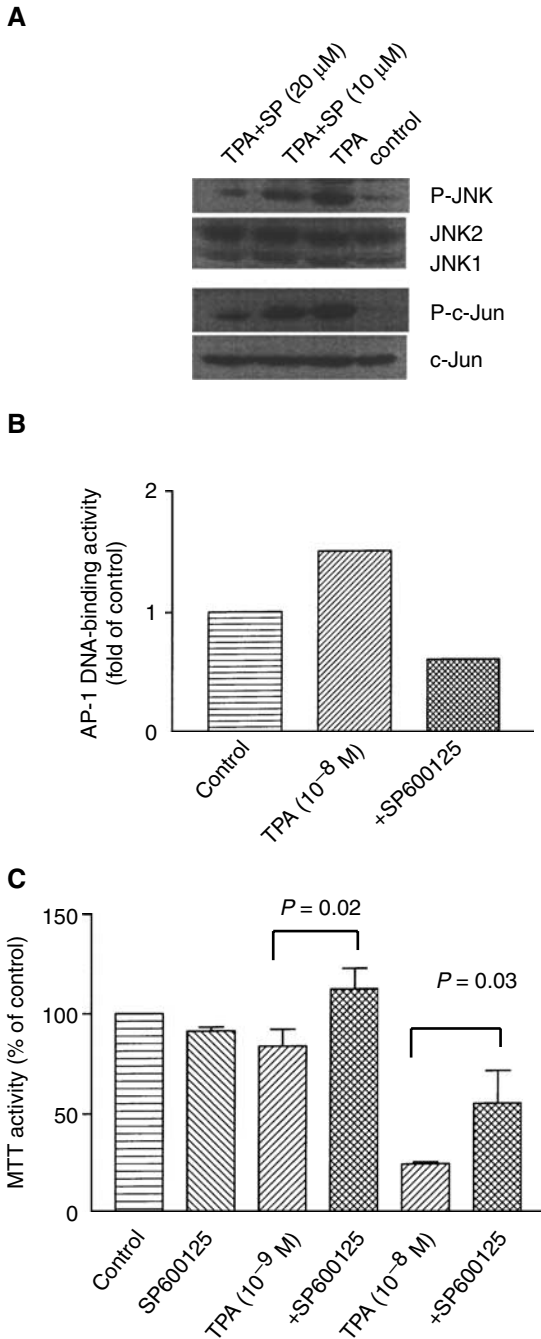 A
TPA+SP (20 μM)
TPA+SP (10 μM)
TPA
control
P-JNK
JNK2
JNK1
P-c-Jun
c-Jun
B
AP-1 DNA-binding activity
(fold of control)
2
1
0
Control
TPA (10⁻⁸ M)
+SP600125
C
MTT activity (% of control)
150
100
50
0
P = 0.02
P = 0.03
Control
SP600125
TPA (10⁻⁹ M)
+SP600125
TPA (10⁻⁸ M)
+SP600125